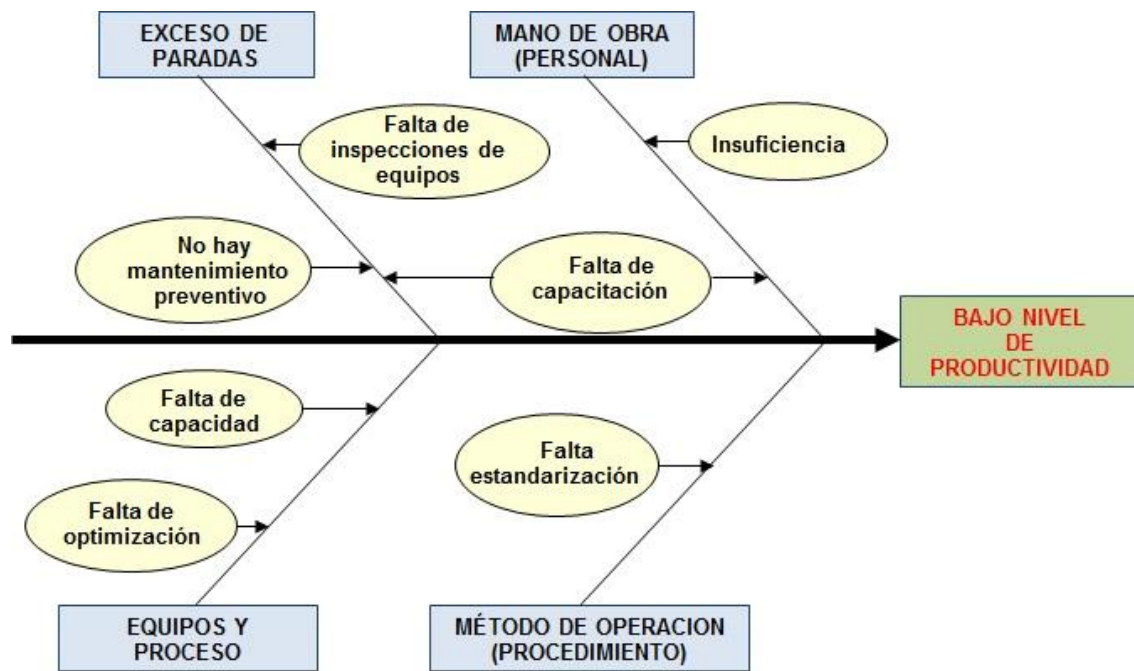 EXCESO DE
PARADAS
MANO DE OBRA
(PERSONAL)
Falta de
inspecciones de
equipos
Insuficiencia
No hay
mantenimiento
preventivo
Falta de
capacitación
BAJO NIVEL
DE
PRODUCTIVIDAD
Falta de
capacidad
Falta
estandarización
Falta de
optimización
EQUIPOS Y
PROCESO
MÉTODO DE OPERACION
(PROCEDIMIENTO)